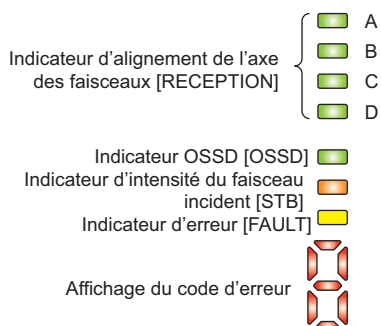 A
B
Indicateur d'alignement de l'axe
des faisceaux [RECEPTION]
C
D
Indicateur OSSD [OSSD]
Indicateur d'intensité du faisceau
incident [STB]
Indicateur d'erreur [FAULT]
Affichage du code d'erreur